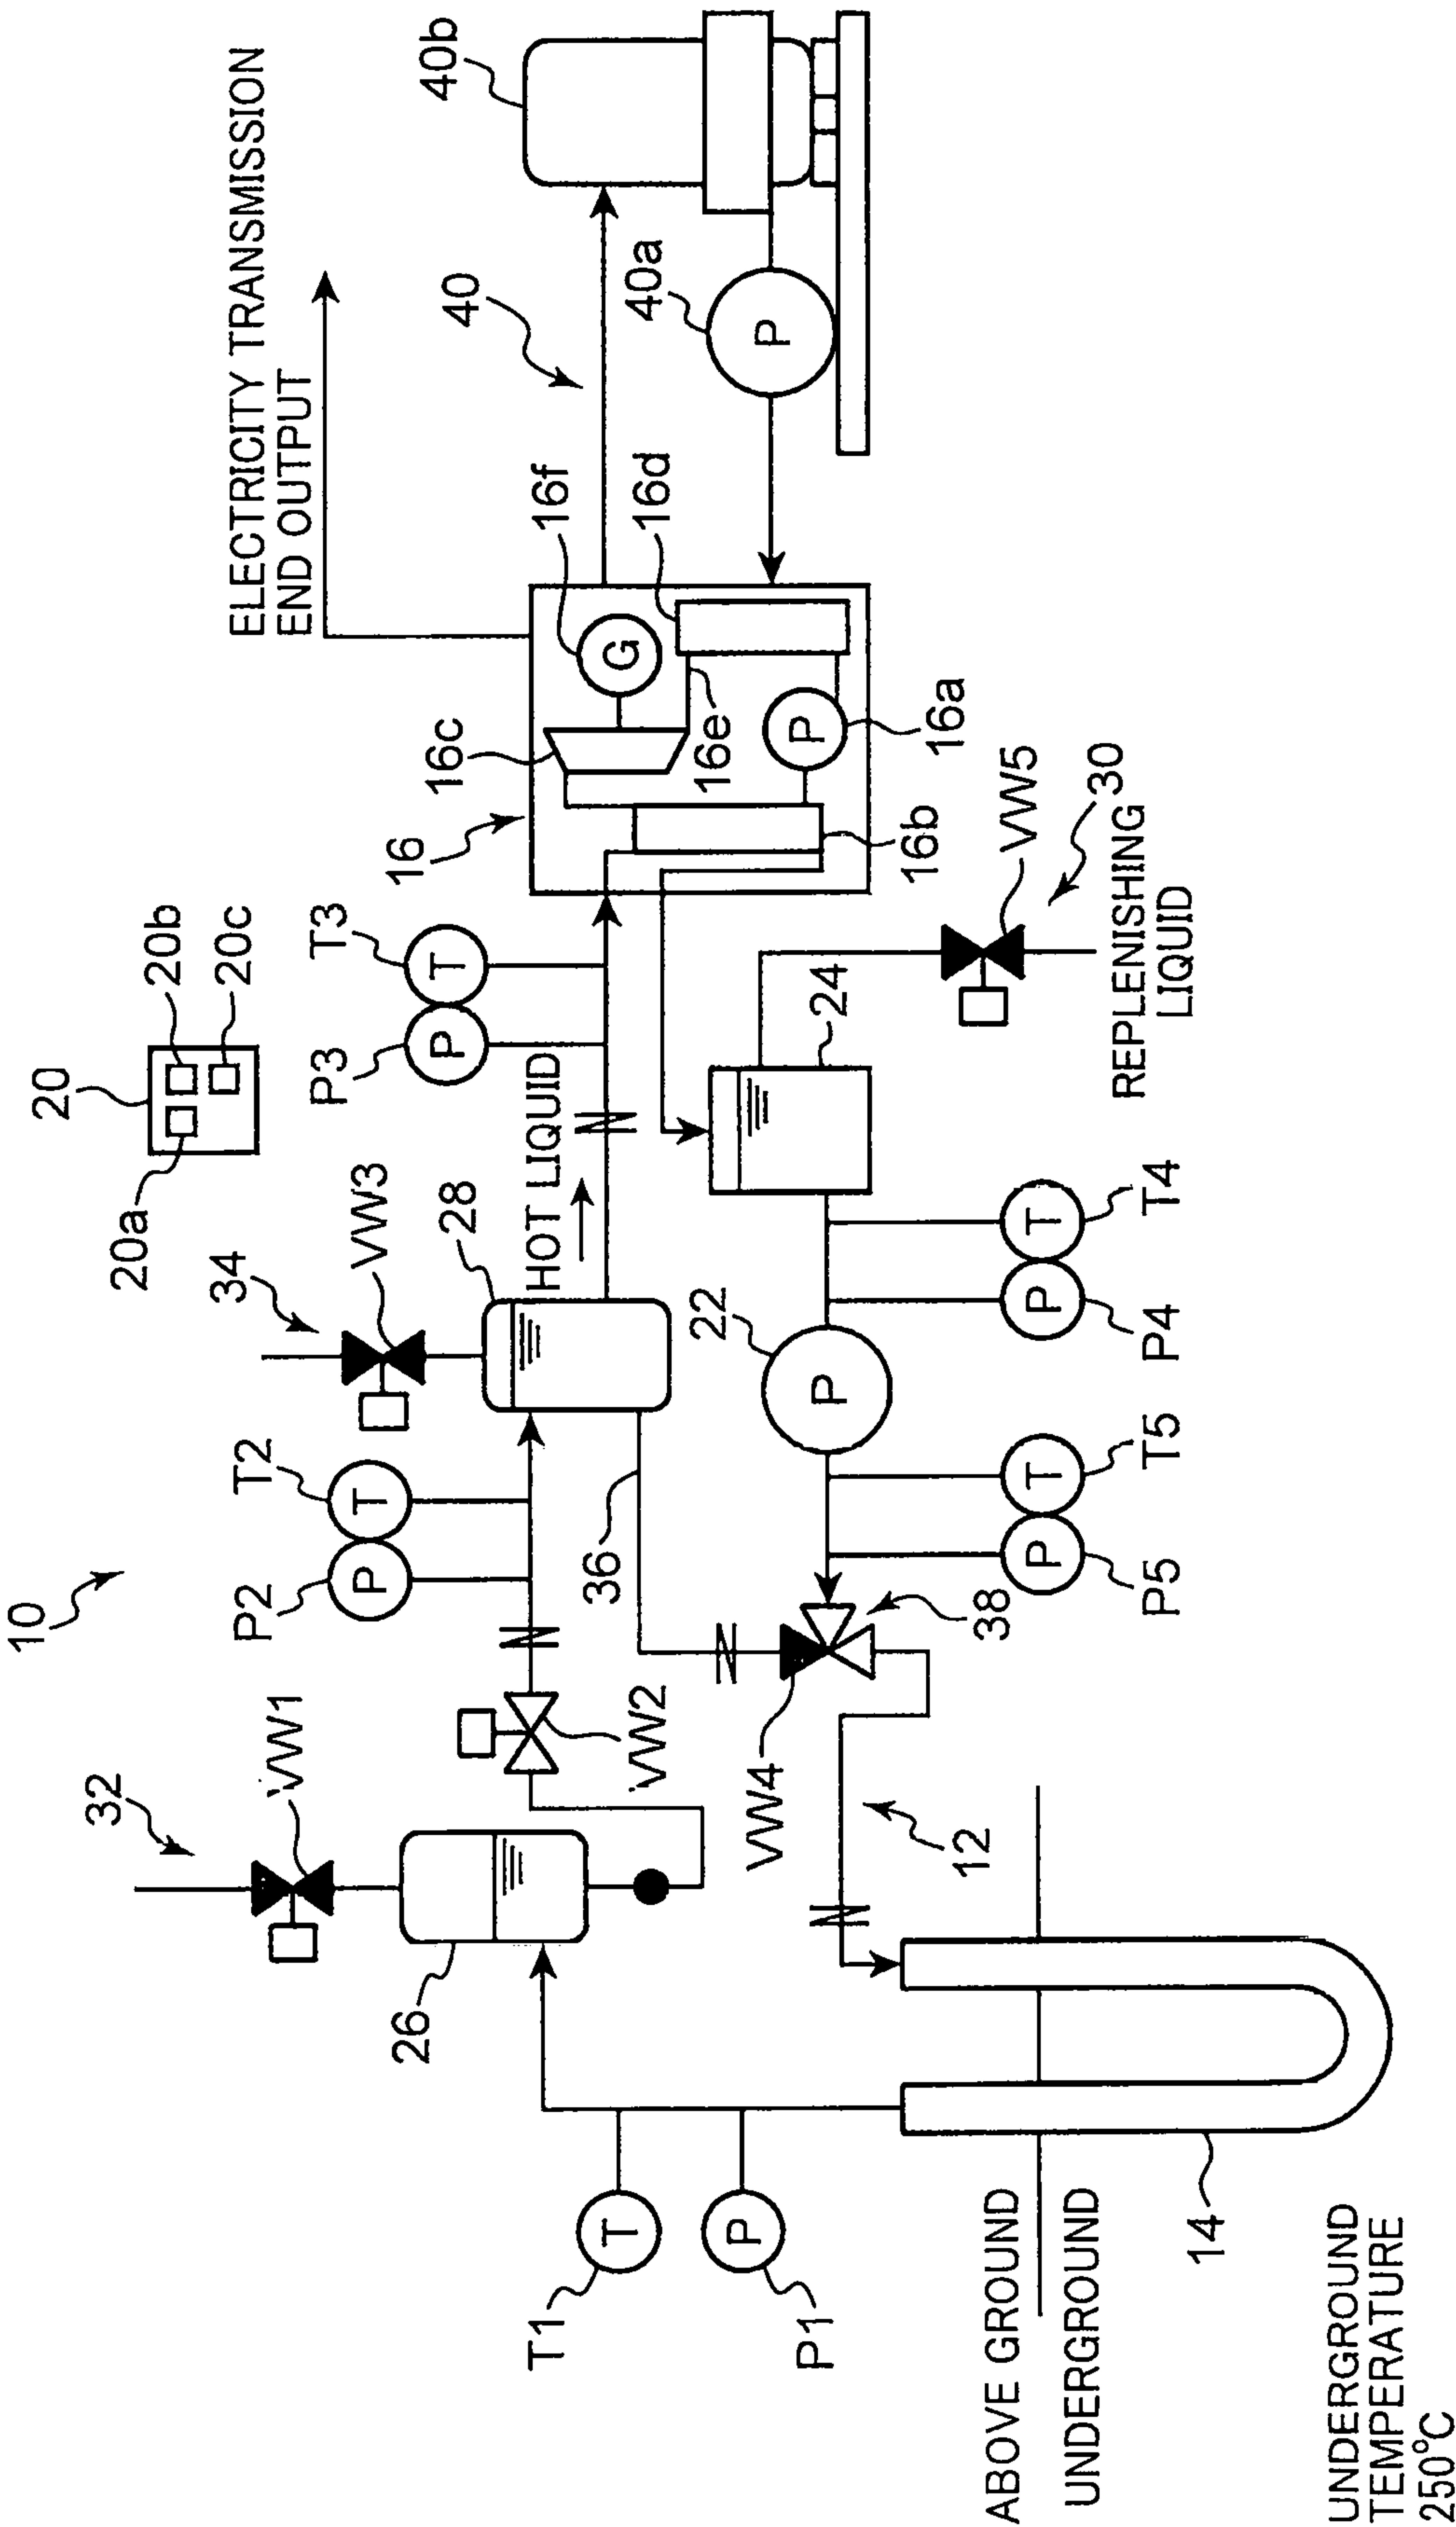 10
20
32
20a
20b
20c
34
ELECTRICITY TRANSMISSION
END OUTPUT
P2
T2
VW1
P3
T3
VW3
P
T
26
16
16c
40
40b
P
T
28
T1
HOT LIQUID
16f
36
T
G
16d
40a
VW2
16e
22
P
VW4
P1
P
P
P
24
16b
16a
12
38
ABOVE GROUND
VW5
P
T
P
T
UNDERGROUND
30
REPLENISHING
LIQUID
P5
T5
P4
T4
14
UNDERGROUND
TEMPERATURE
250°C